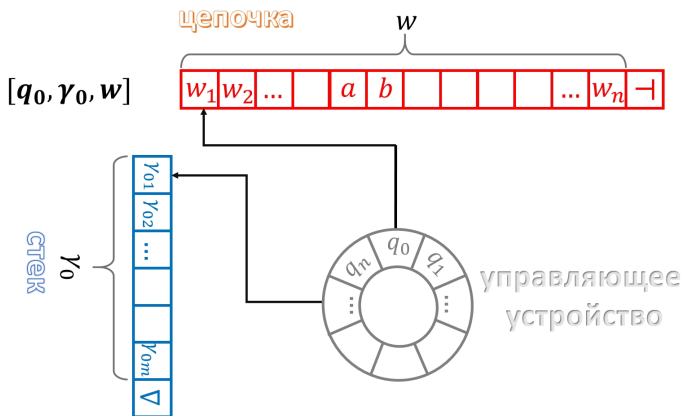 цепочка
w
[q₀, γ₀, w]
w₁ w₂ ... a b ... wₙ ⊣
γ₀₁
γ₀₂
...
γ₀ₘ
∇
γ₀
стек
qₙ q₀ q₁
... ...
управляющее
устройство